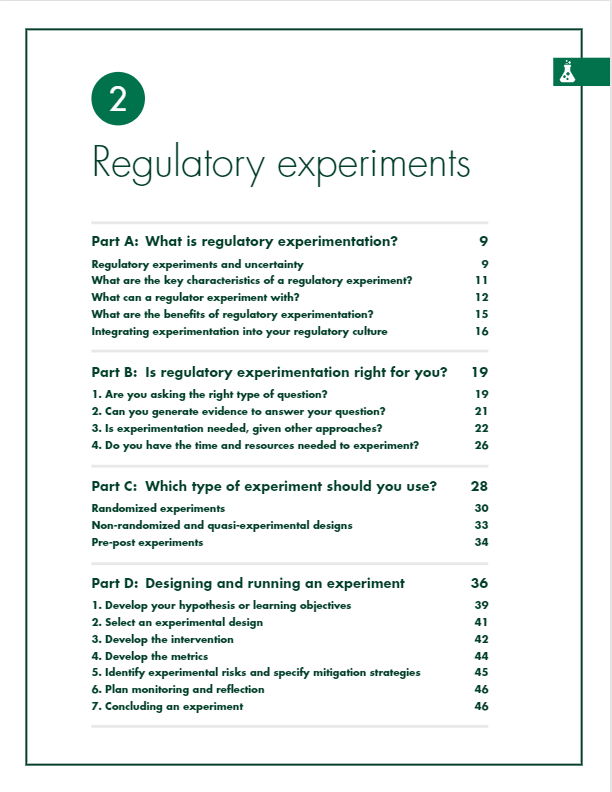 2
Regulatory experiments
Part A: What is regulatory experimentation? 9
Regulatory experiments and uncertainty 9
What are the key characteristics of a regulatory experiment? 11
What can a regulator experiment with? 12
What are the benefits of regulatory experimentation? 15
Integrating experimentation into your regulatory culture 16
Part B: Is regulatory experimentation right for you? 19
1. Are you asking the right type of question? 19
2. Can you generate evidence to answer your question? 21
3. Is experimentation needed, given other approaches? 22
4. Do you have the time and resources needed to experiment? 26
Part C: Which type of experiment should you use? 28
Randomized experiments 30
Non-randomized and quasi-experimental designs 33
Pre-post experiments 34
Part D: Designing and running an experiment 36
1. Develop your hypothesis or learning objectives 39
2. Select an experimental design 41
3. Develop the intervention 42
4. Develop the metrics 44
5. Identify experimental risks and specify mitigation strategies 45
6. Plan monitoring and reflection 46
7. Concluding an experiment 46